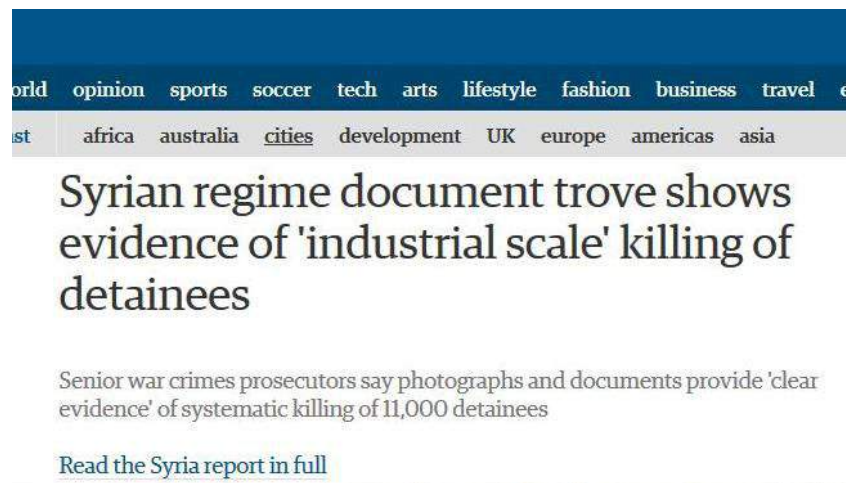 opinion sports soccer tech arts lifestyle fashion business travel
africa australia cities development UK europe americas asia
Syrian regime document trove shows
evidence of 'industrial scale' killing of
detainees
Senior war crimes prosecutors say photographs and documents provide 'clear
evidence' of systematic killing of 11,000 detainees
Read the Syria report in full